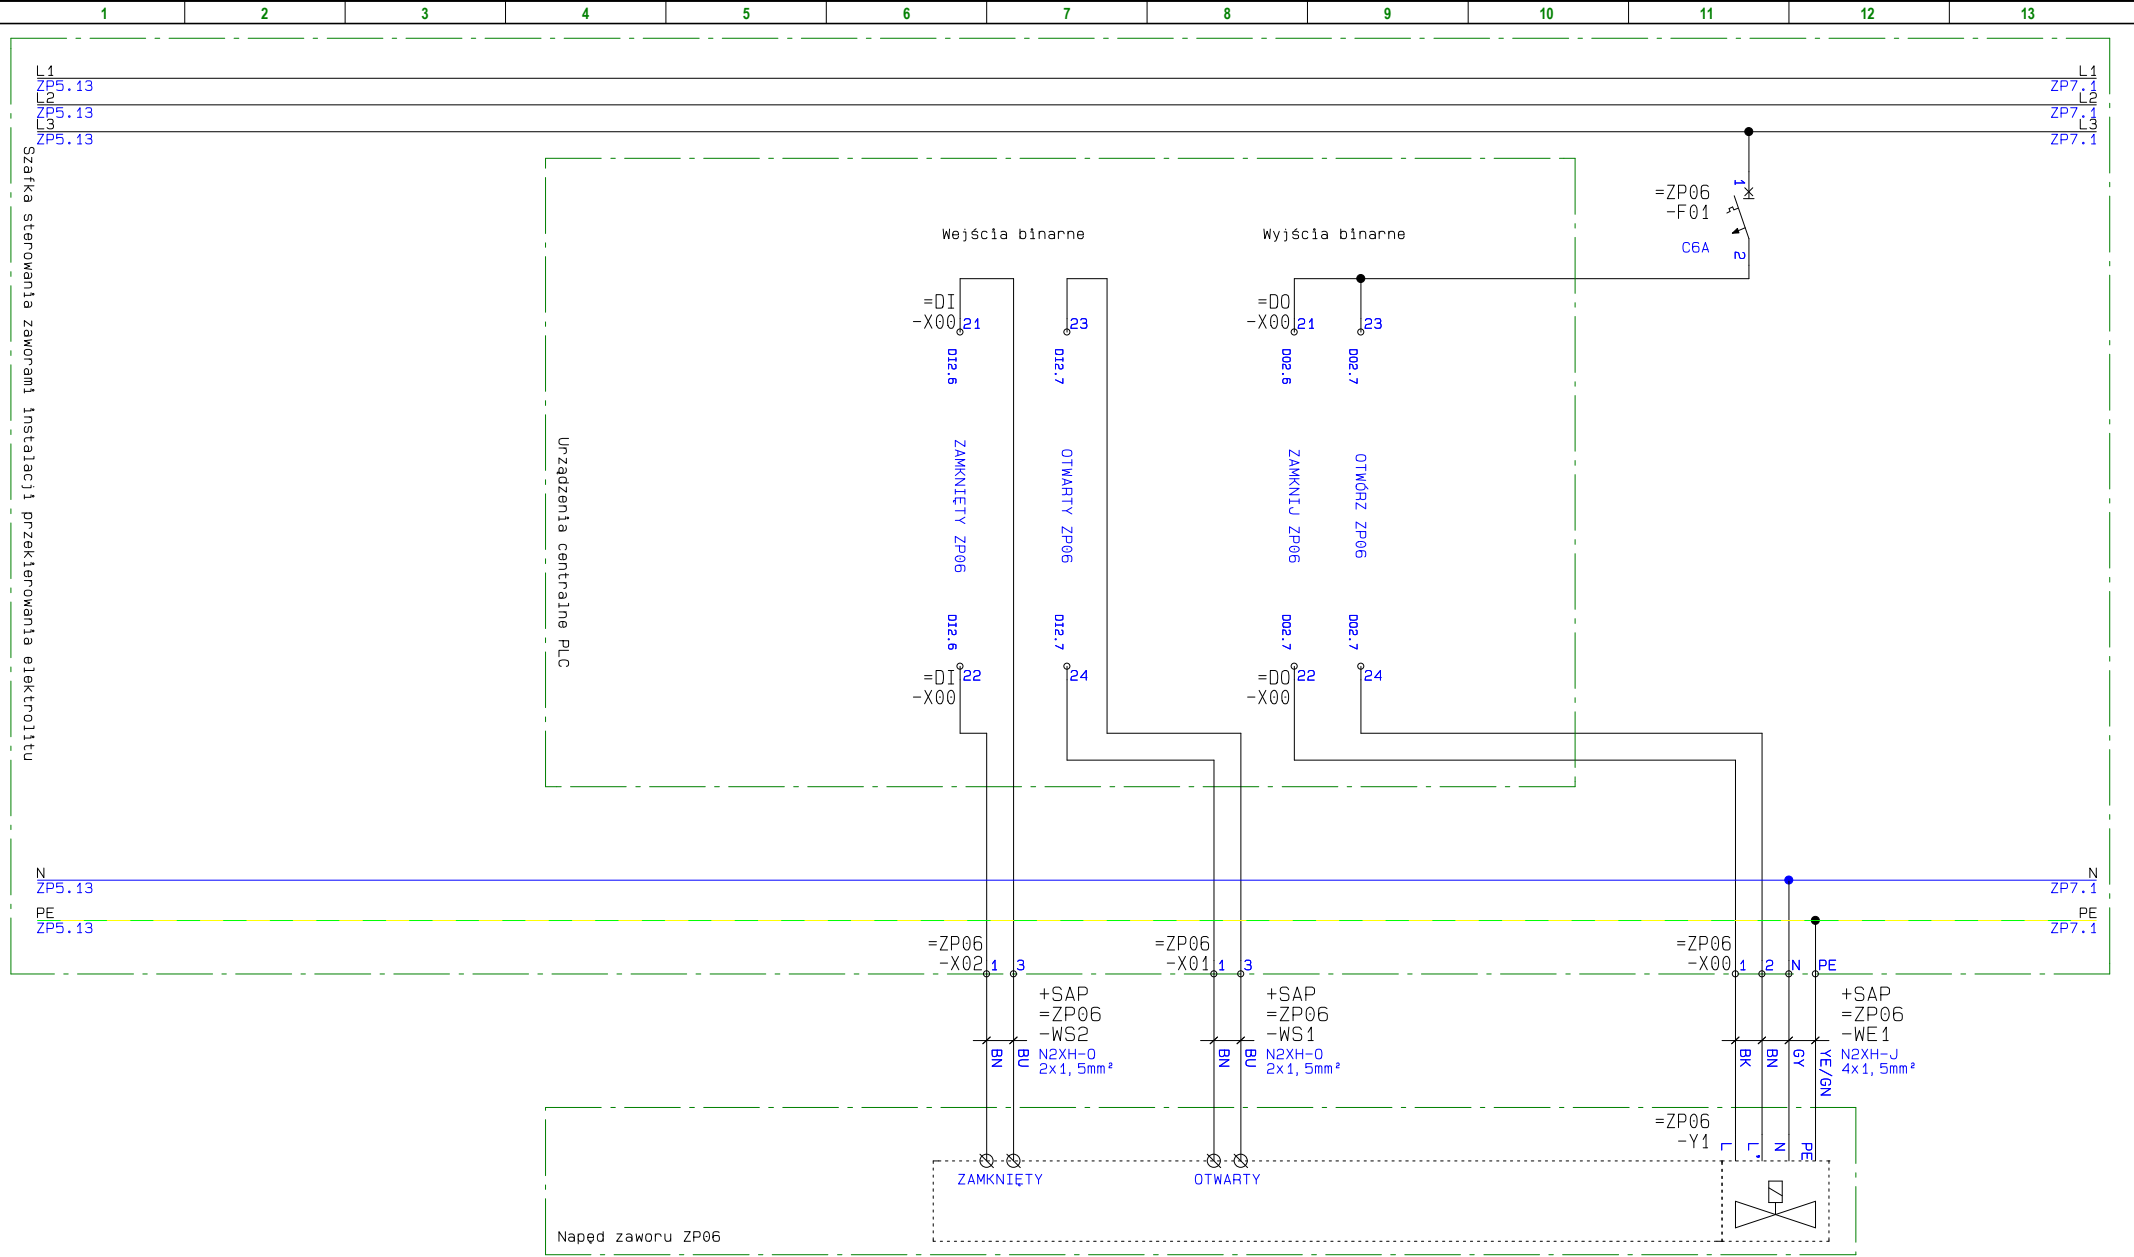 1 2 3 4 5 6 7 8 9 10 11 12 13
L1 L1
ZP5.13 ZP7.1
L2 L2
ZP5.13 ZP7.1
L3 L3
ZP5.13 ZP7.1
Szafka sterowania zaworami instalacji przekierowania elektrolitu
Urządzenia centralne PLC
=ZP06
-F01
C6A
1
2
Wejścia binarne Wyjścia binarne
=DI =DO
-X00 21 23 -X00 21 23
DI2.6 DI2.7 DO2.6 DO2.7
ZAMKNIĘTY ZP06
OTWARTY ZP06
ZAMKNIJ ZP06
OTWÓRZ ZP06
DI2.6 DI2.7 DO2.7 DO2.7
=DI 22 24 =DO 22 24
-X00 -X00
N N
ZP5.13 ZP7.1
PE PE
ZP5.13 ZP7.1
=ZP06 =ZP06 =ZP06
-X02 1 3 -X01 1 3 -X00 1 2 N PE
+SAP +SAP +SAP
=ZP06 =ZP06 =ZP06
-WS2 -WS1 -WE1
BN BU N2XH-O BN BU N2XH-O BK BN GY YE/GN N2XH-J
2x1,5mm² 2x1,5mm² 4x1,5mm²
=ZP06
-Y1 L L' N PE
ZAMKNIĘTY OTWARTY
Napęd zaworu ZP06